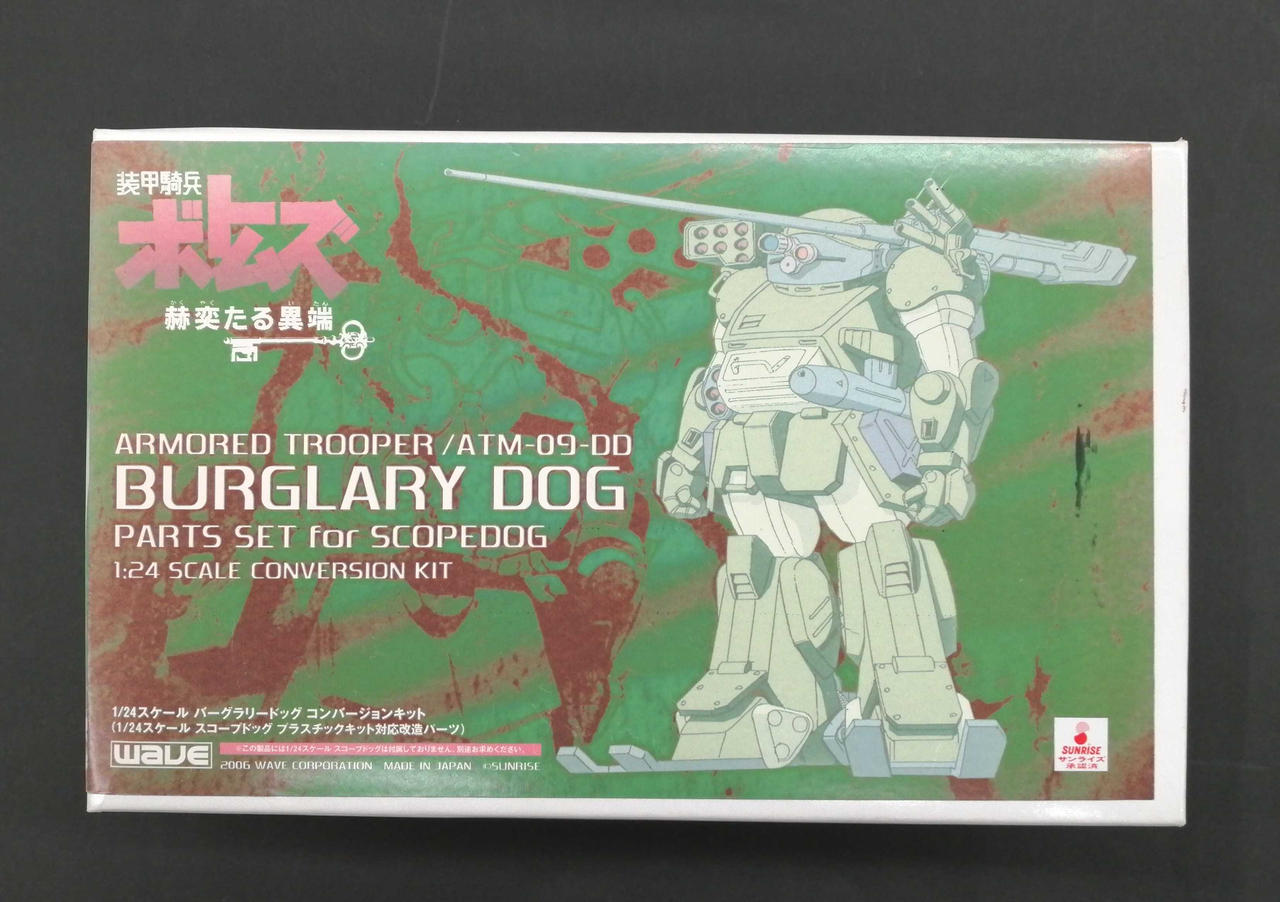 装甲騎兵
ボトムズ
かくやく いたん
赫奕たる異端
ARMORED TROOPER/ATM-09-DD
BURGLARY DOG
PARTS SET for SCOPEDOG
1:24 SCALE CONVERSION KIT
1/24スケール バーグラリードッグ コンバージョンキット
(1/24スケール スコープドッグ プラスチックキット対応改造パーツ)
WAVE
※この製品には1/24スケール スコープドッグは付属しておりません。別途お求めください。
2006 WAVE CORPORATION MADE IN JAPAN ©SUNRISE
SUNRISE
サンライズ
承認済